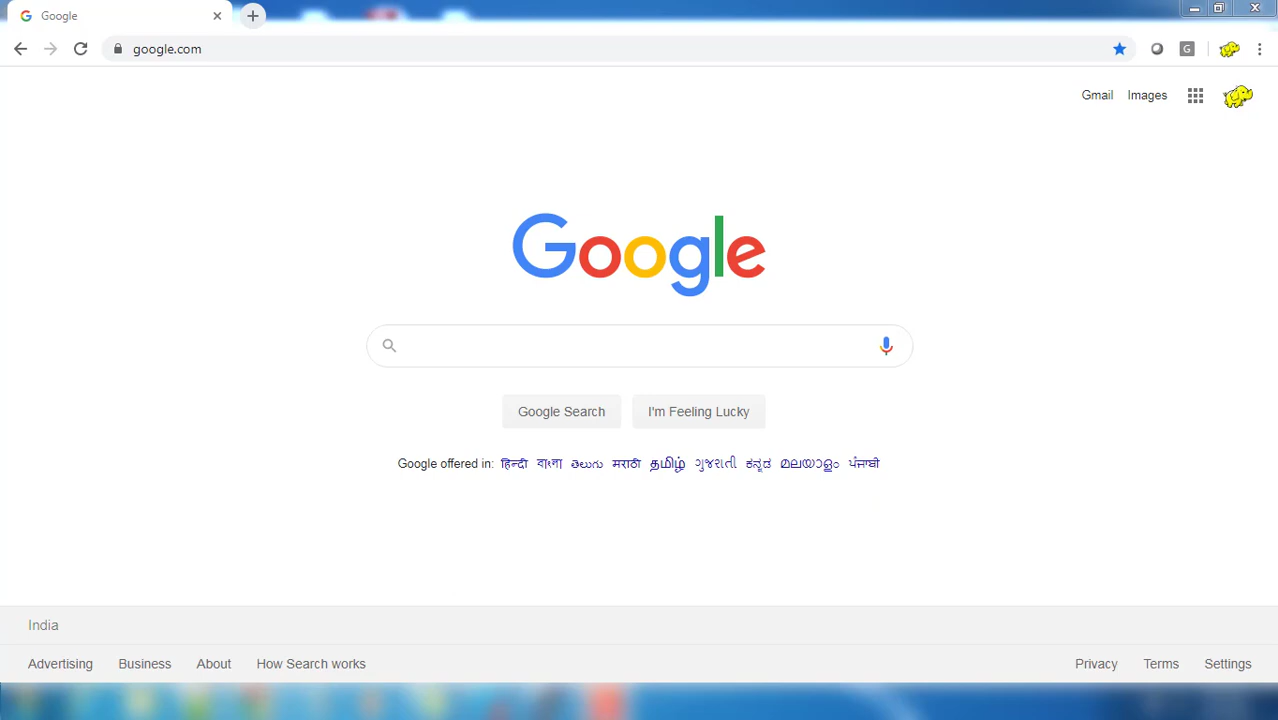 Google
google.com
G
Gmail Images
Google
Google Search I'm Feeling Lucky
Google offered in: हिन्दी বাংলা తెలుగు मराठी தமிழ் ગુજરાતી ಕನ್ನಡ മലയാളം ਪੰਜਾਬੀ
India
Advertising Business About How Search works Privacy Terms Settings